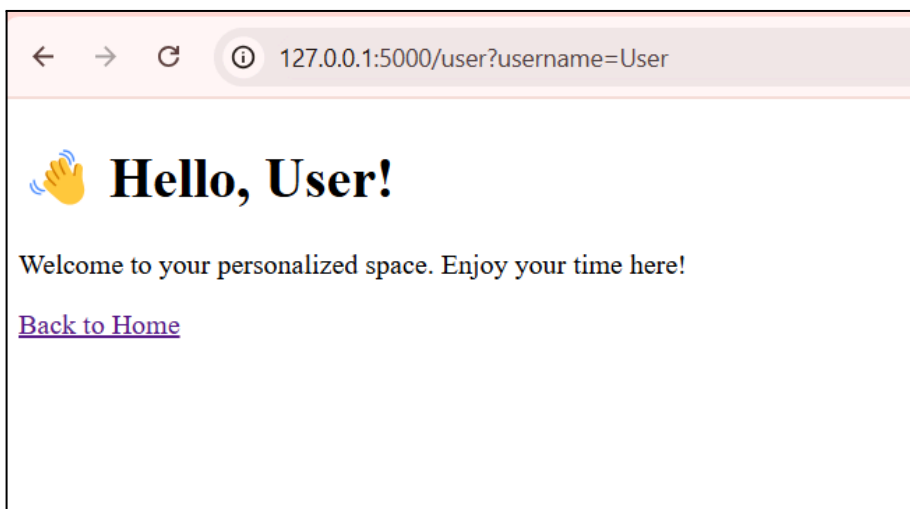 127.0.0.1:5000/user?username=User
👋 Hello, User!
Welcome to your personalized space. Enjoy your time here!
Back to Home